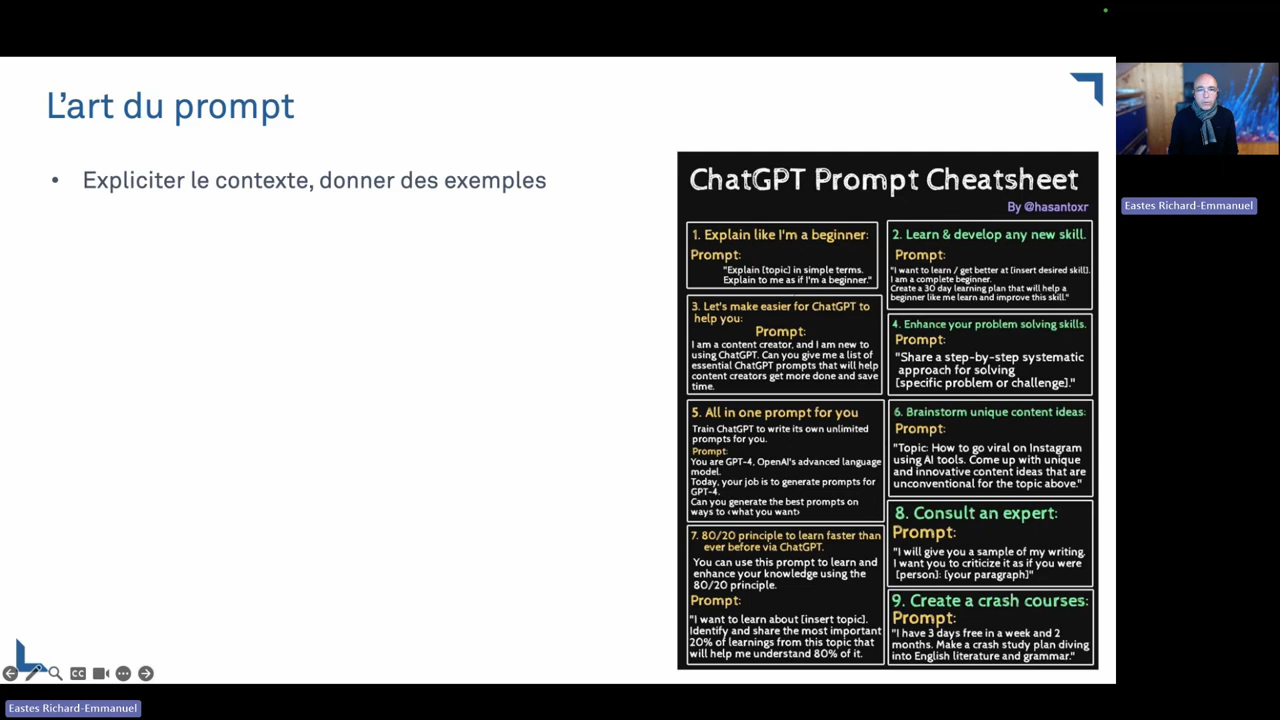 L'art du prompt
• Expliciter le contexte, donner des exemples
ChatGPT Prompt Cheatsheet
By @hasantoxr
1. Explain like I'm a beginner:
Prompt:
"Explain [topic] in simple terms.
Explain to me as if I'm a beginner."
2. Learn & develop any new skill.
Prompt:
"I want to learn / get better at [insert desired skill].
I am a complete beginner.
Create a 30 day learning plan that will help a
beginner like me learn and improve this skill."
3. Let's make easier for ChatGPT to
help you:
Prompt:
I am a content creator, and I am new to
using ChatGPT. Can you give me a list of
essential ChatGPT prompts that will help
content creators get more done and save
time.
4. Enhance your problem solving skills.
Prompt:
"Share a step-by-step systematic
approach for solving
[specific problem or challenge]."
5. All in one prompt for you
Train ChatGPT to write its own unlimited
prompts for you.
Prompt:
You are GPT-4, OpenAI's advanced language
model.
Today, your job is to generate prompts for
GPT-4.
Can you generate the best prompts on
ways to <what you want>
6. Brainstorm unique content ideas:
Prompt:
"Topic: How to go viral on Instagram
using AI tools. Come up with unique
and innovative content ideas that are
unconventional for the topic above."
7. 80/20 principle to learn faster than
ever before via ChatGPT.
You can use this prompt to learn and
enhance your knowledge using the
80/20 principle.
Prompt:
"I want to learn about [insert topic].
Identify and share the most important
20% of learnings from this topic that
will help me understand 80% of it.
8. Consult an expert:
Prompt:
"I will give you a sample of my writing.
I want you to criticize it as if you were
[person]: [your paragraph]"
9. Create a crash courses:
Prompt:
"I have 3 days free in a week and 2
months. Make a crash study plan diving
into English literature and grammar."
CC
Eastes Richard-Emmanuel
Eastes Richard-Emmanuel